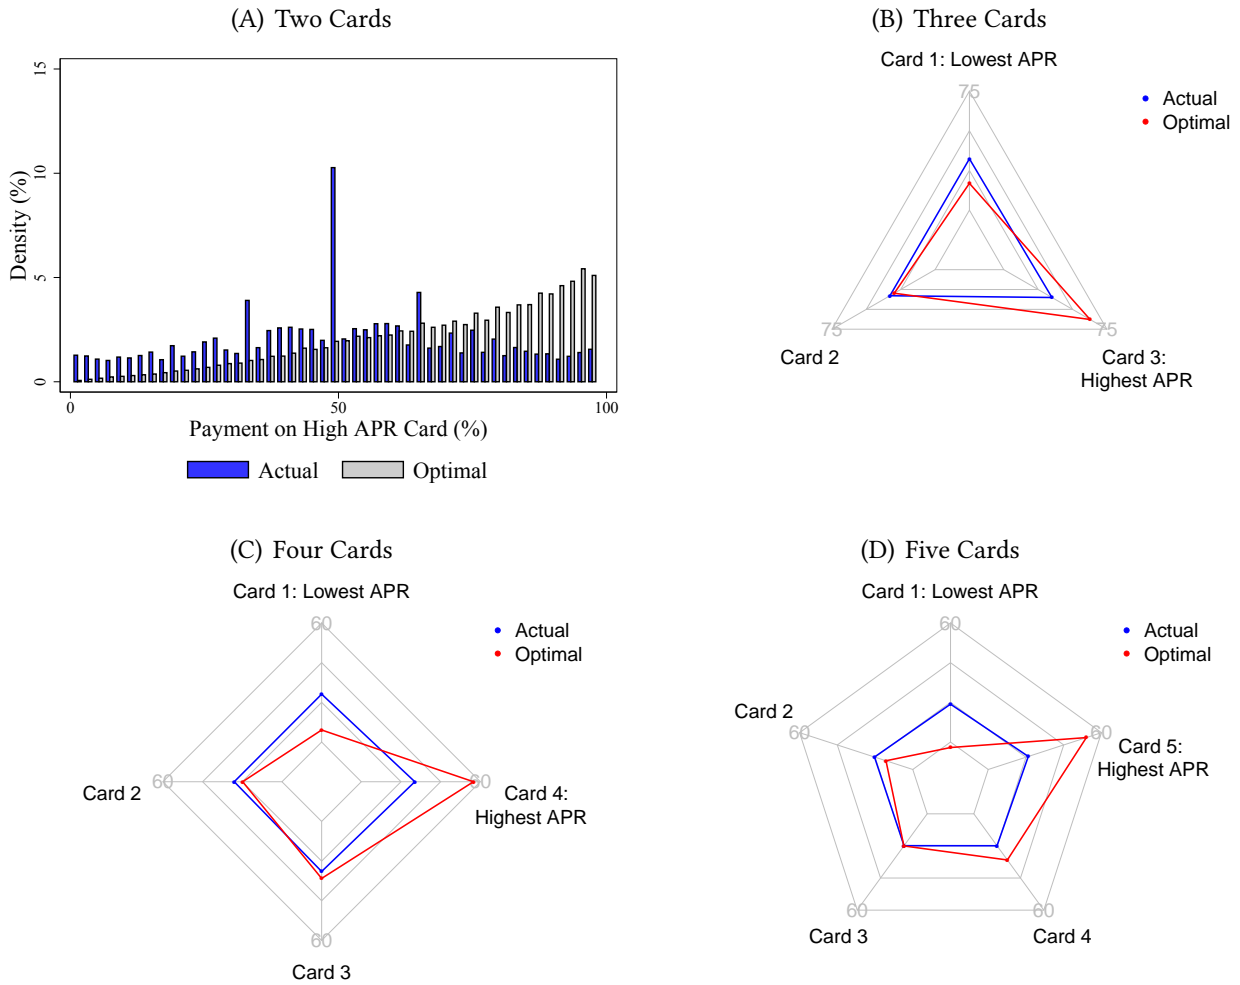 (A) Two Cards
15
10
5
0
Density (%)
0
50
100
Payment on High APR Card (%)
Actual
Optimal
(B) Three Cards
Card 1: Lowest APR
75
Actual
Optimal
75
75
Card 2
Card 3:
Highest APR
(C) Four Cards
Card 1: Lowest APR
60
Actual
Optimal
60
60
Card 2
Card 4:
Highest APR
60
Card 3
(D) Five Cards
Card 1: Lowest APR
60
Actual
Optimal
Card 2
60
60
Card 5:
Highest APR
60
60
Card 3
Card 4